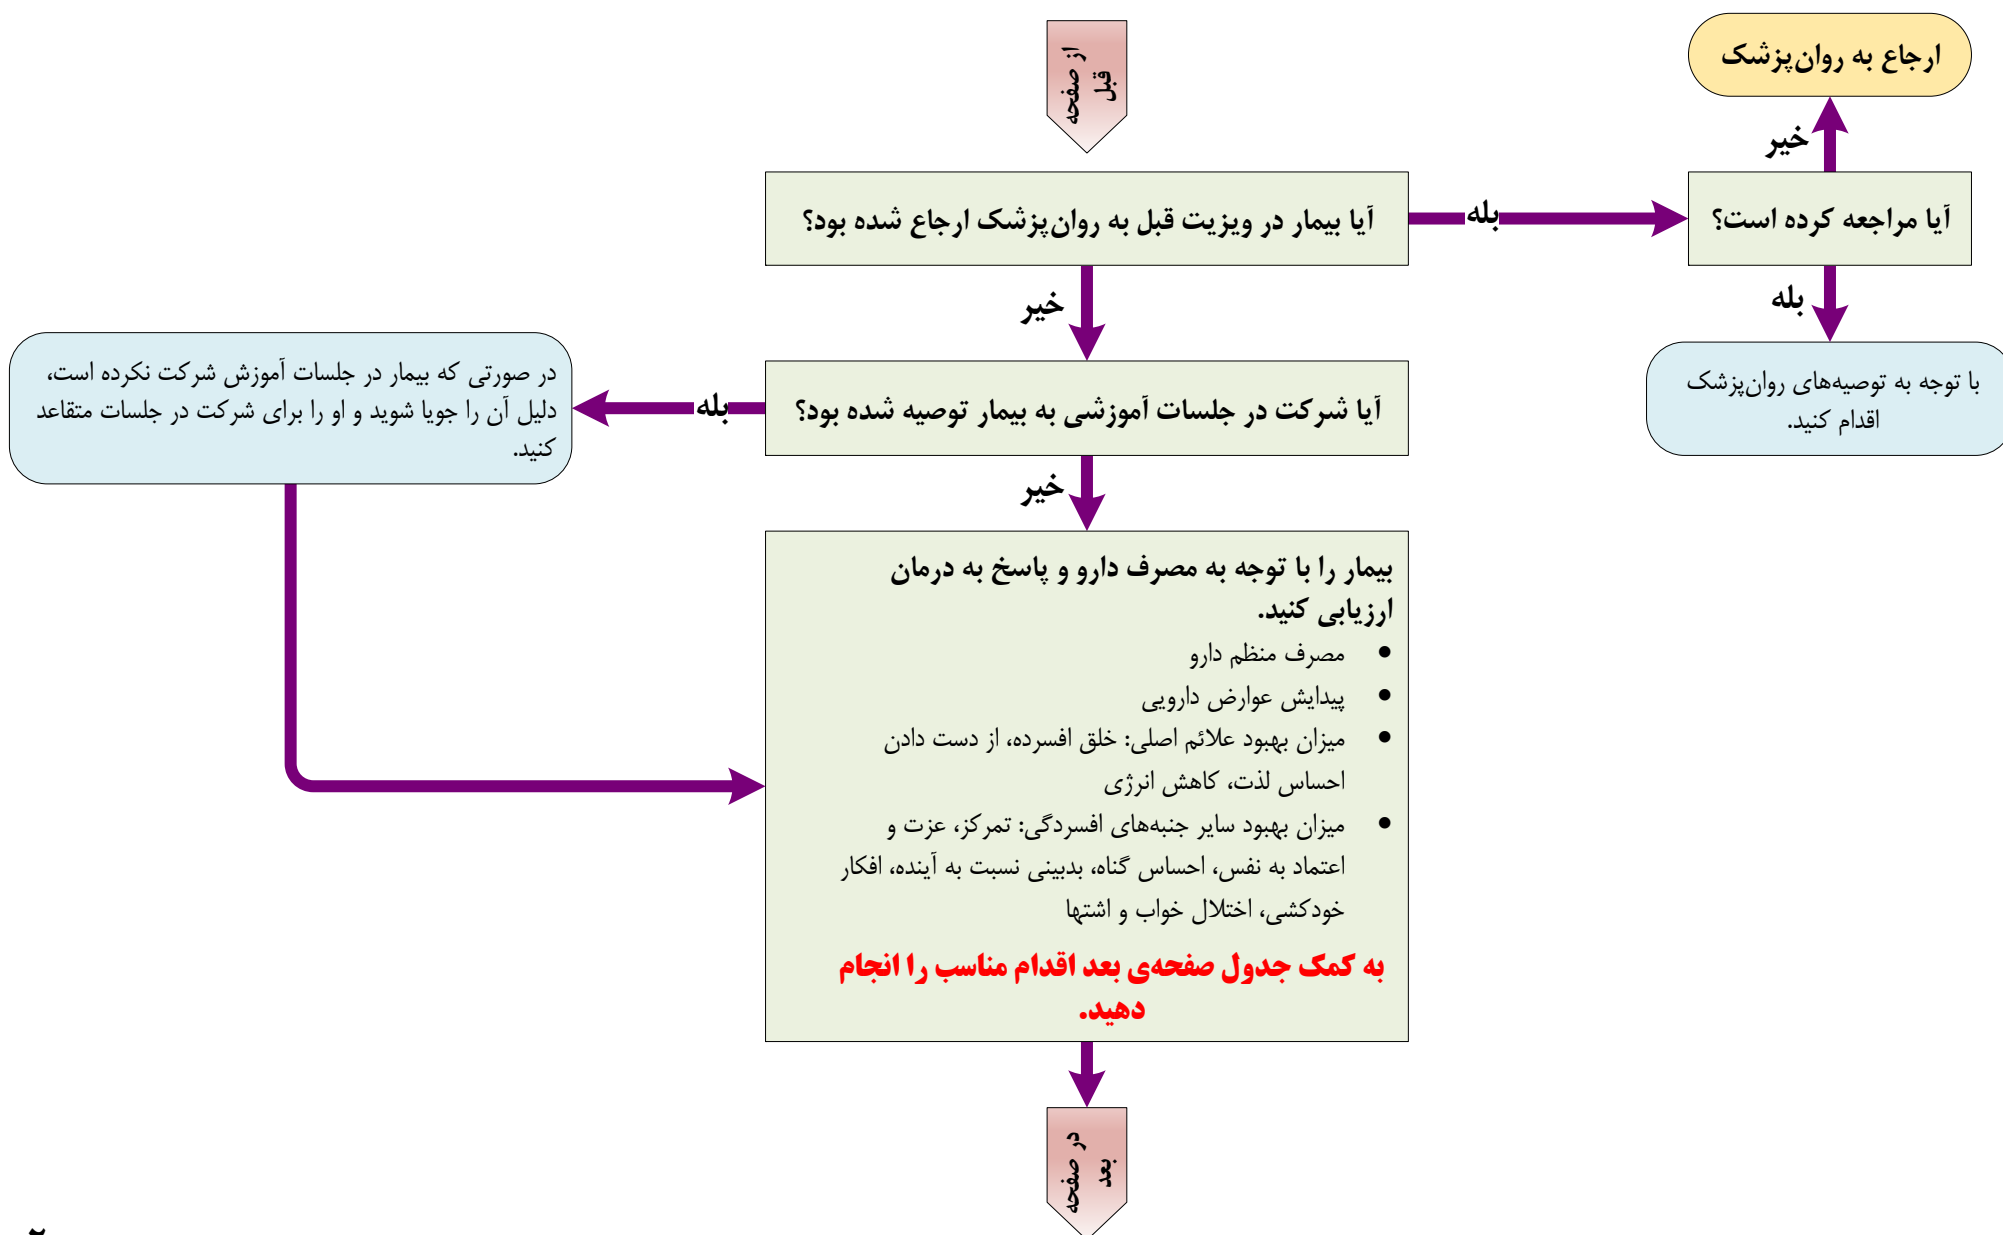 از صفحه
قبل
ارجاع به روان‌پزشک
خیر
آیا بیمار در ویزیت قبل به روان‌پزشک ارجاع شده بود؟
بله
آیا مراجعه کرده است؟
بله
با توجه به توصیه‌های روان‌پزشک
اقدام کنید.
خیر
آیا شرکت در جلسات آموزشی به بیمار توصیه شده بود؟
بله
در صورتی که بیمار در جلسات آموزش شرکت نکرده است،
دلیل آن را جویا شوید و او را برای شرکت در جلسات متقاعد
کنید.
خیر
بیمار را با توجه به مصرف دارو و پاسخ به درمان
ارزیابی کنید.
● مصرف منظم دارو
● پیدایش عوارض دارویی
● میزان بهبود علائم اصلی: خلق افسرده، از دست دادن
احساس لذت، کاهش انرژی
● میزان بهبود سایر جنبه‌های افسردگی: تمرکز، عزت و
اعتماد به نفس، احساس گناه، بدبینی نسبت به آینده، افکار
خودکشی، اختلال خواب و اشتها
به کمک جدول صفحه‌ی بعد اقدام مناسب را انجام
دهید.
در صفحه
بعد